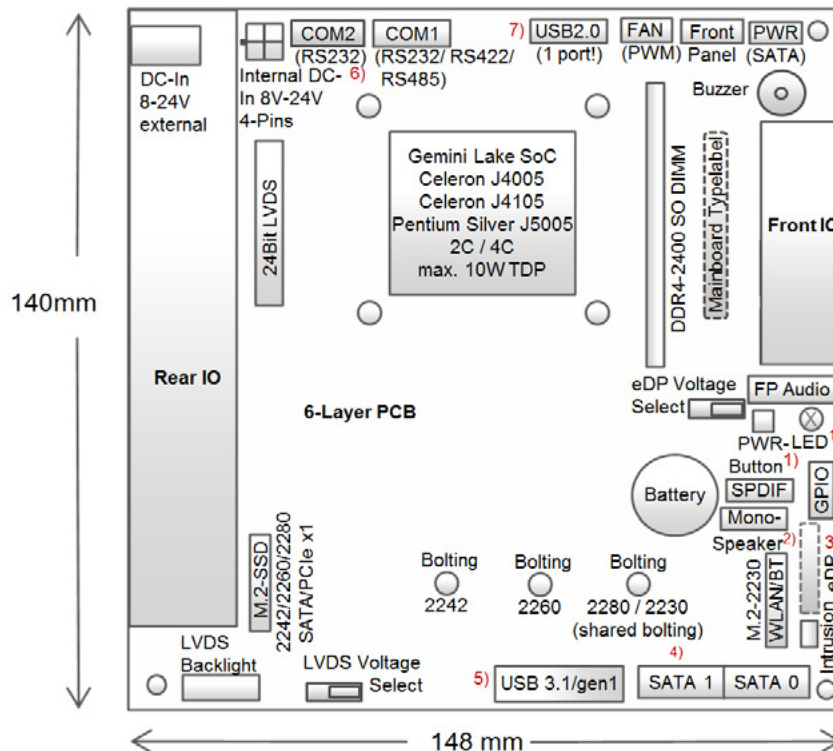 COM2
COM1
7)
USB2.0
FAN
Front
PWR
(RS232)
(RS232/ RS422/
RS485)
(1 port!)
(PWM)
Panel
(SATA)
DC-In
8-24V
external
Internal DC-
In 8V-24V
4-Pins
6)
Buzzer
24Bit LVDS
Gemini Lake SoC
Celeron J4005
Celeron J4105
Pentium Silver J5005
2C / 4C
max. 10W TDP
DDR4-2400 SO DIMM
Mainboard Typelabel
Front IO
140mm
Rear IO
6-Layer PCB
eDP Voltage
Select
FP Audio
PWR-
LED
1
Button
1)
Battery
SPDIF
GPIO
Mono-
Speaker
2)
3
M.2-SSD
2242/2260/2280
SATA/PCIe x1
Bolting
2242
Bolting
2260
Bolting
2280 / 2230
(shared bolting)
M.2-2230
WLAN/BT
eDP
Intrusion
LVDS
Backlight
LVDS Voltage
Select
5)
USB 3.1/gen1
4)
SATA 1
SATA 0
148 mm